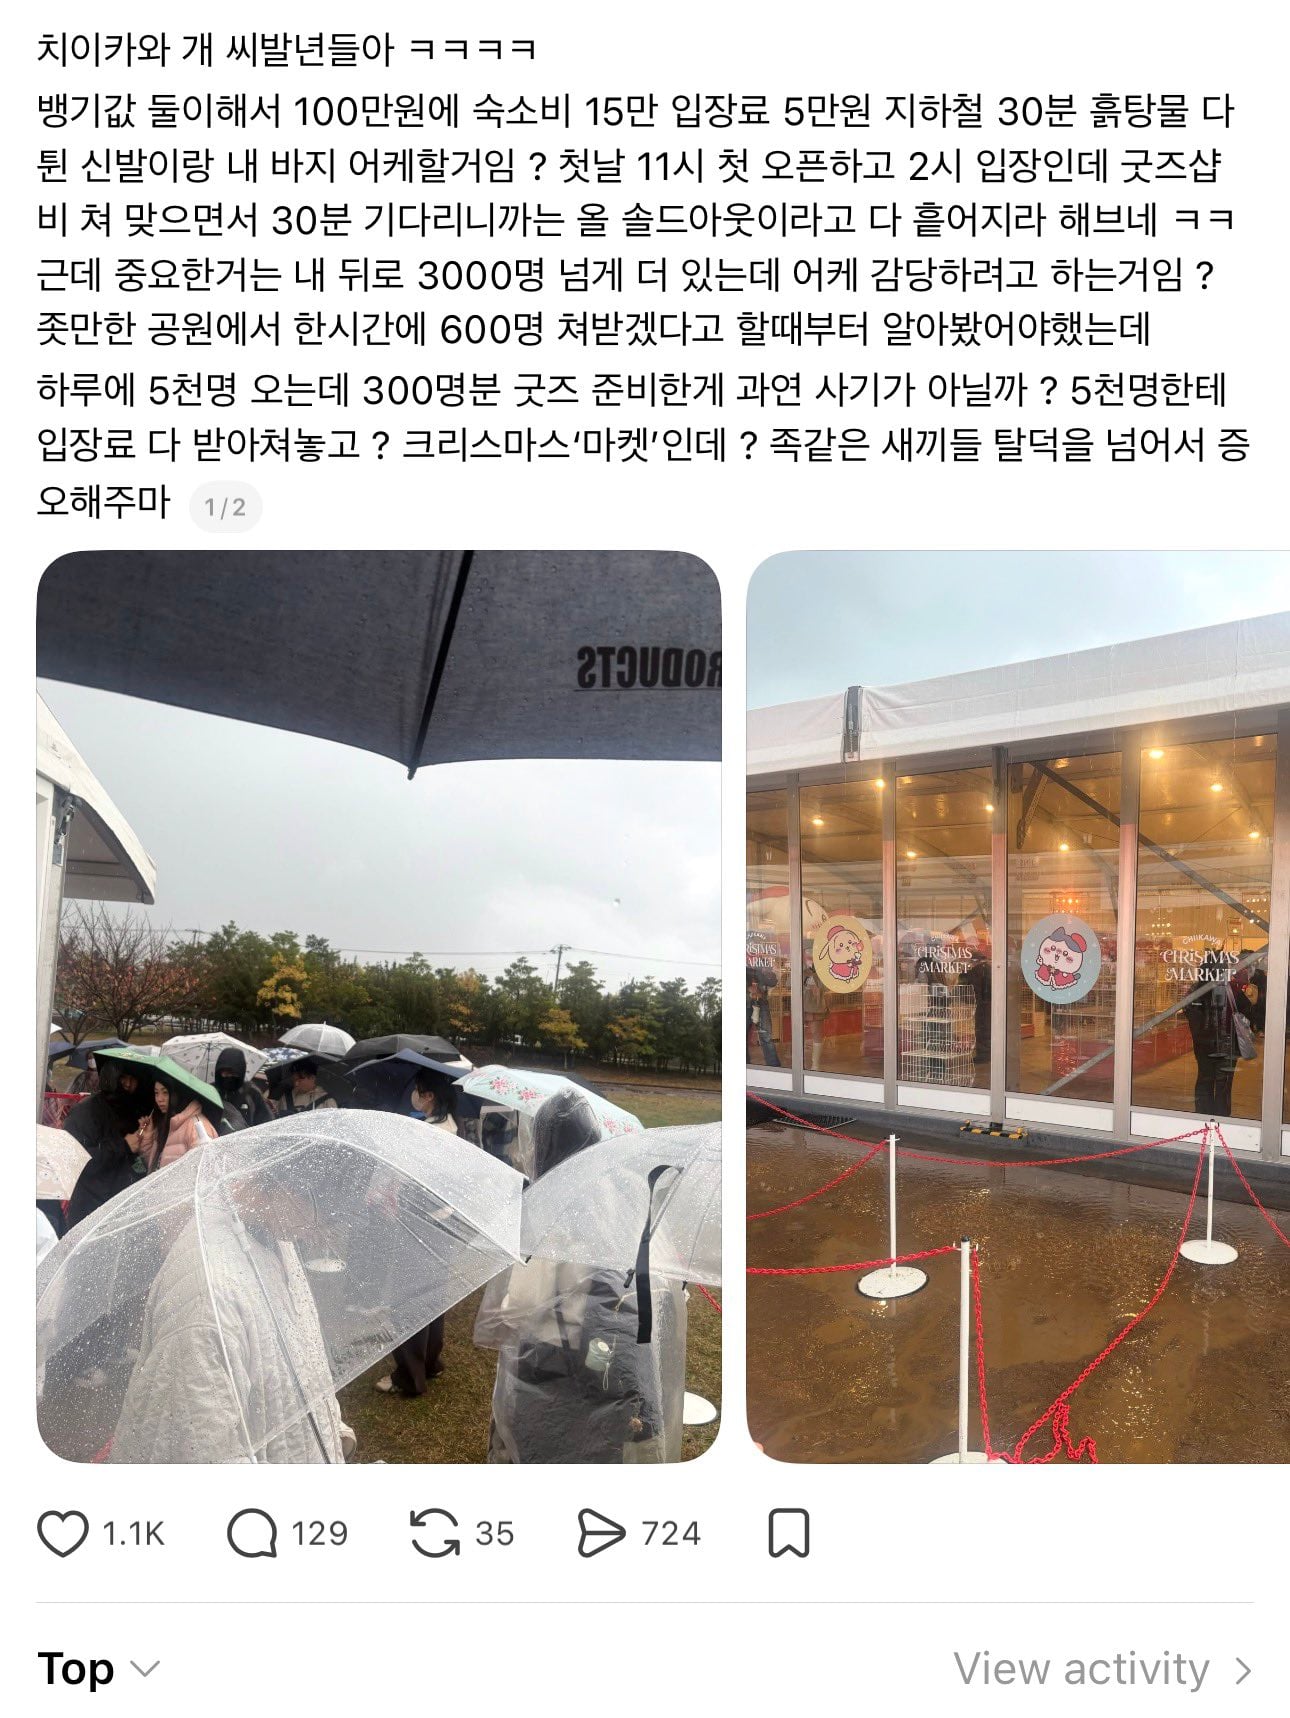 치이카와 개 씨발년들아 ㅋㅋㅋㅋ
뱅기값 둘이해서 100만원에 숙소비 15만 입장료 5만원 지하철 30분 흙탕물 다
튄 신발이랑 내 바지 어케할거임 ? 첫날 11시 첫 오픈하고 2시 입장인데 굿즈샵
비 쳐 맞으면서 30분 기다리니까는 올 솔드아웃이라고 다 흩어지라 해브네 ㅋㅋ
근데 중요한거는 내 뒤로 3000명 넘게 더 있는데 어케 감당하려고 하는거임 ?
좃만한 공원에서 한시간에 600명 쳐받겠다고 할때부터 알아봤어야했는데
하루에 5천명 오는데 300명분 굿즈 준비한게 과연 사기가 아닐까 ? 5천명한테
입장료 다 받아쳐놓고 ? 크리스마스‘마켓’인데 ? 족같은 새끼들 탈덕을 넘어서 증
오해주마 1/2
RODUCTS
RISTMAS
ARKET
CHRISTMAS
MARKET
CHIIKAWA
CHRISTMAS
MARKET
1.1K 129 35 724
Top View activity